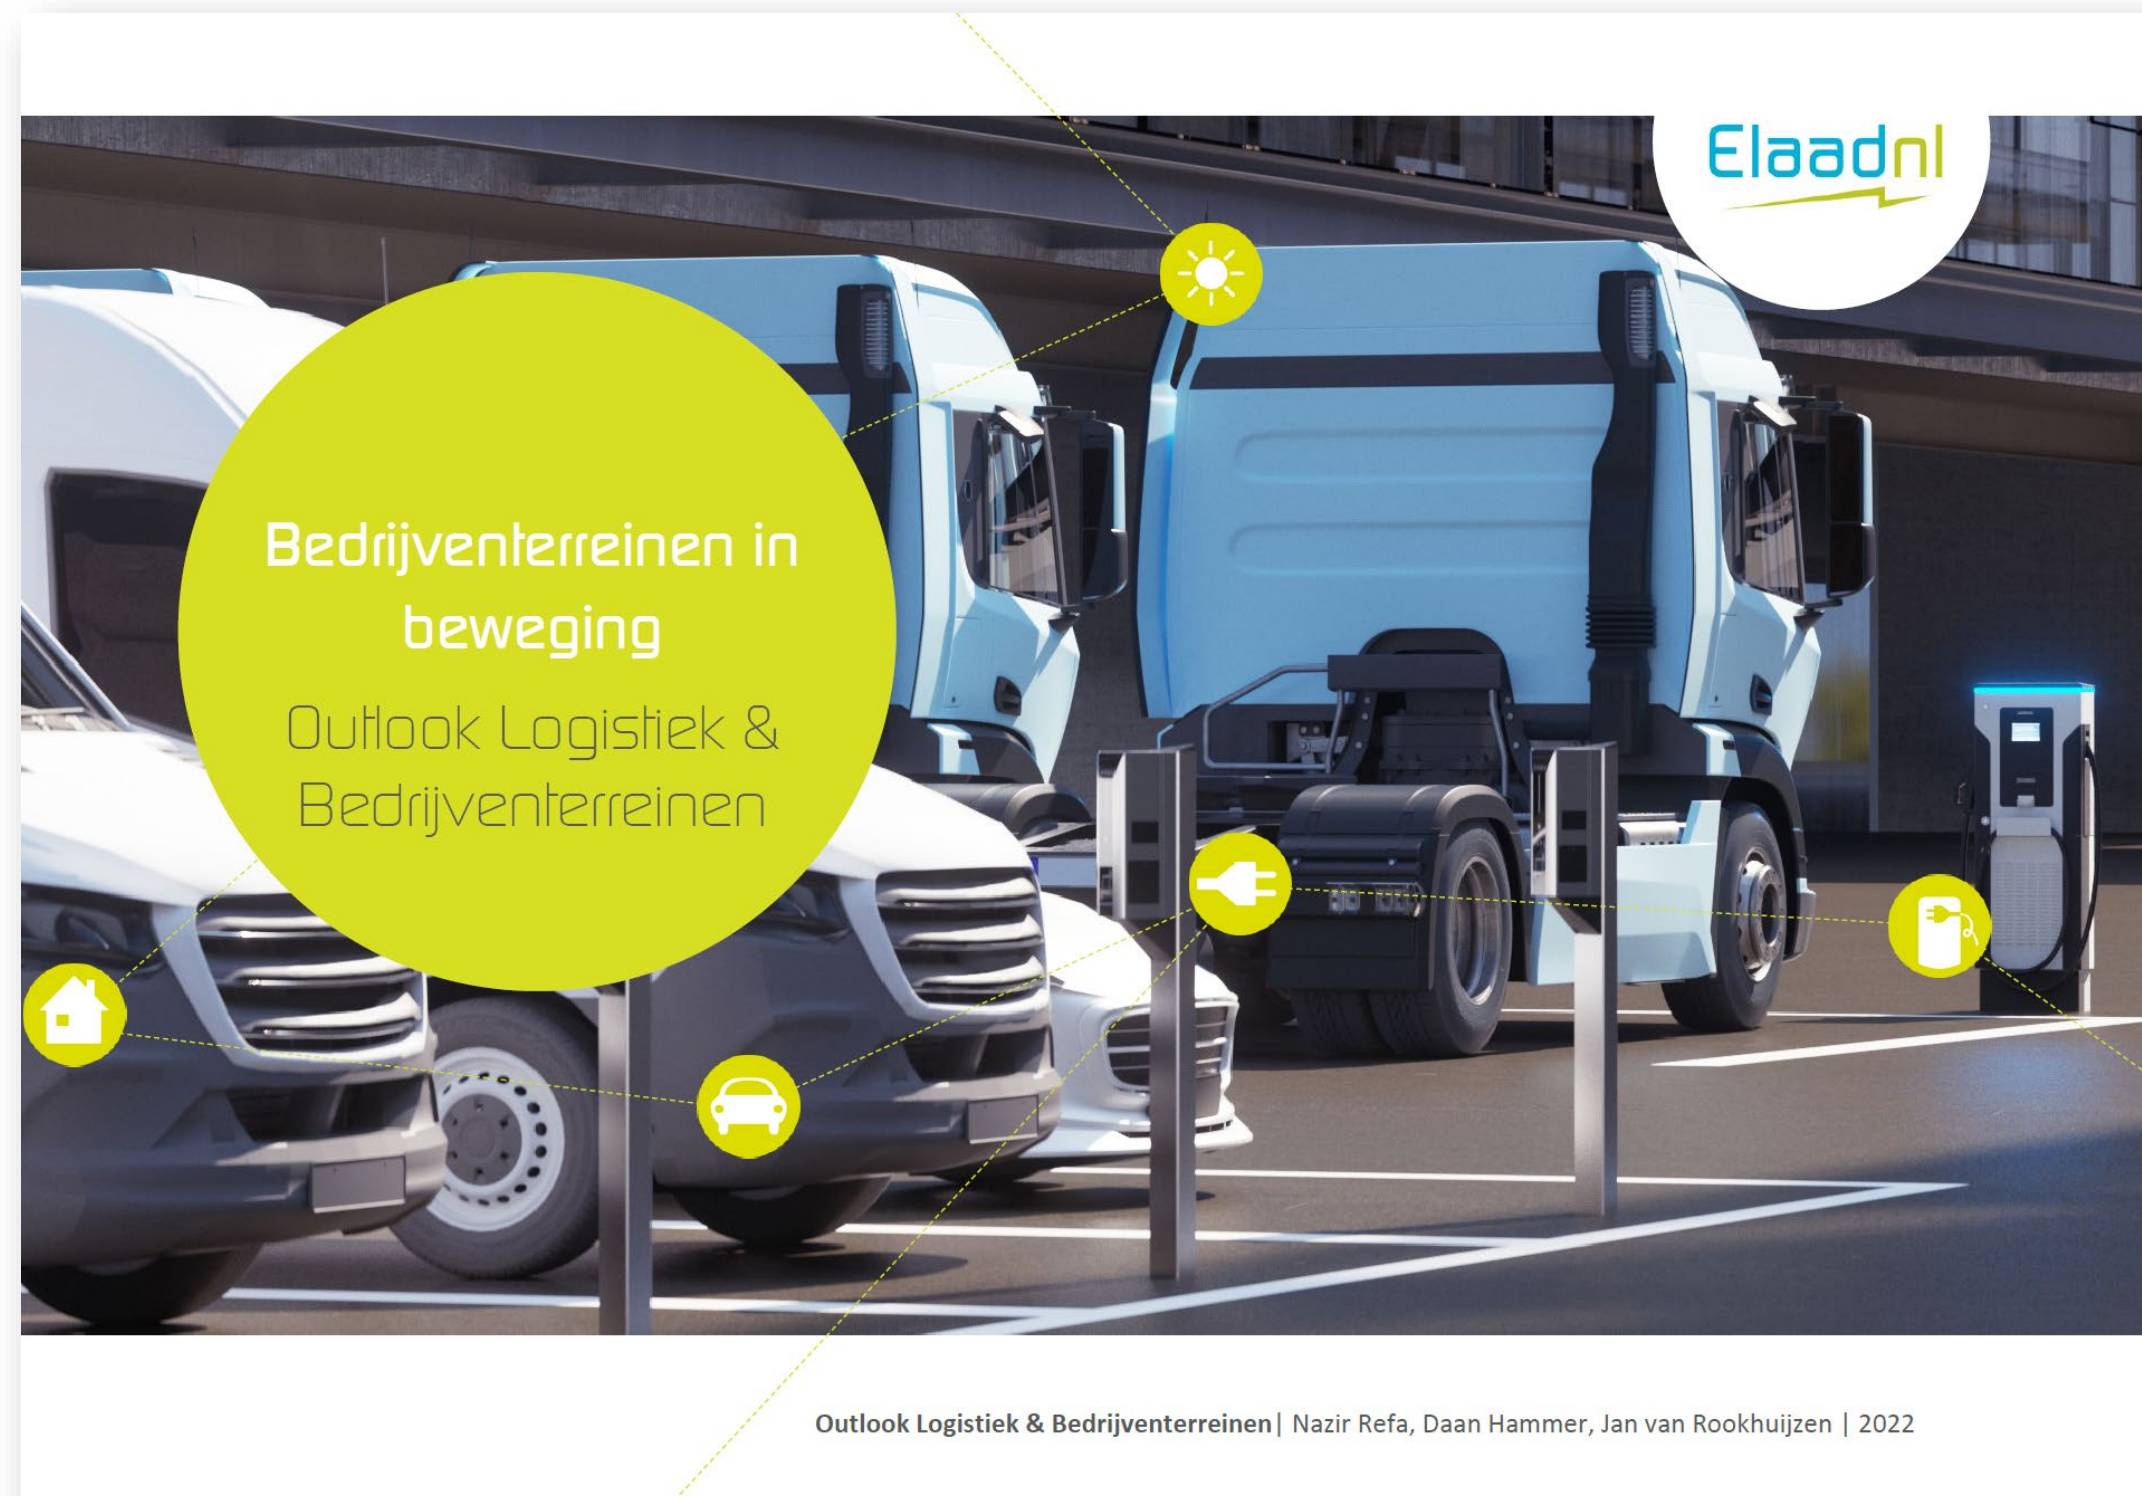 Elaadnl
Bedrijventerreinen in
beweging
Outlook Logistiek &
Bedrijventerreinen
Outlook Logistiek & Bedrijventerreinen| Nazir Refa, Daan Hammer, Jan van Rookhuijzen | 2022